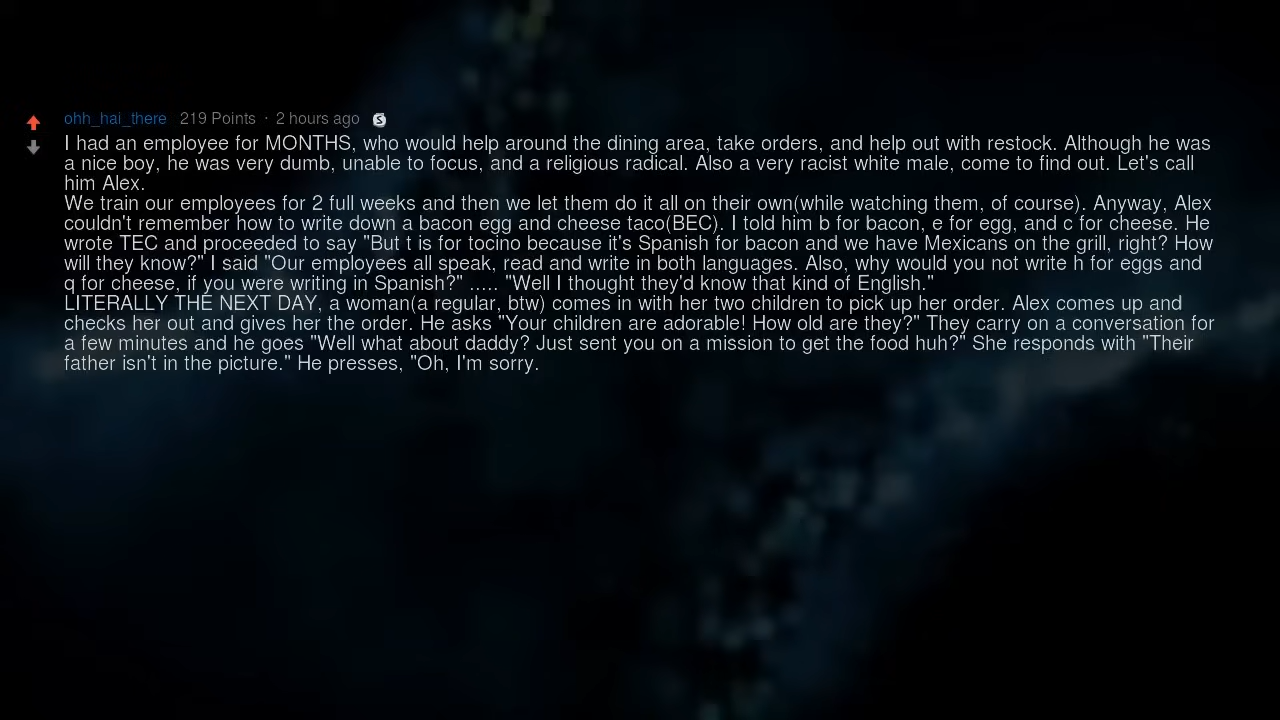 ohh_hai_there 219 Points · 2 hours ago S
I had an employee for MONTHS, who would help around the dining area, take orders, and help out with restock. Although he was
a nice boy, he was very dumb, unable to focus, and a religious radical. Also a very racist white male, come to find out. Let's call
him Alex.
We train our employees for 2 full weeks and then we let them do it all on their own(while watching them, of course). Anyway, Alex
couldn't remember how to write down a bacon egg and cheese taco(BEC). I told him b for bacon, e for egg, and c for cheese. He
wrote TEC and proceeded to say "But t is for tocino because it's Spanish for bacon and we have Mexicans on the grill, right? How
will they know?" I said "Our employees all speak, read and write in both languages. Also, why would you not write h for eggs and
q for cheese, if you were writing in Spanish?" ..... "Well I thought they'd know that kind of English."
LITERALLY THE NEXT DAY, a woman(a regular, btw) comes in with her two children to pick up her order. Alex comes up and
checks her out and gives her the order. He asks "Your children are adorable! How old are they?" They carry on a conversation for
a few minutes and he goes "Well what about daddy? Just sent you on a mission to get the food huh?" She responds with "Their
father isn't in the picture." He presses, "Oh, I'm sorry.